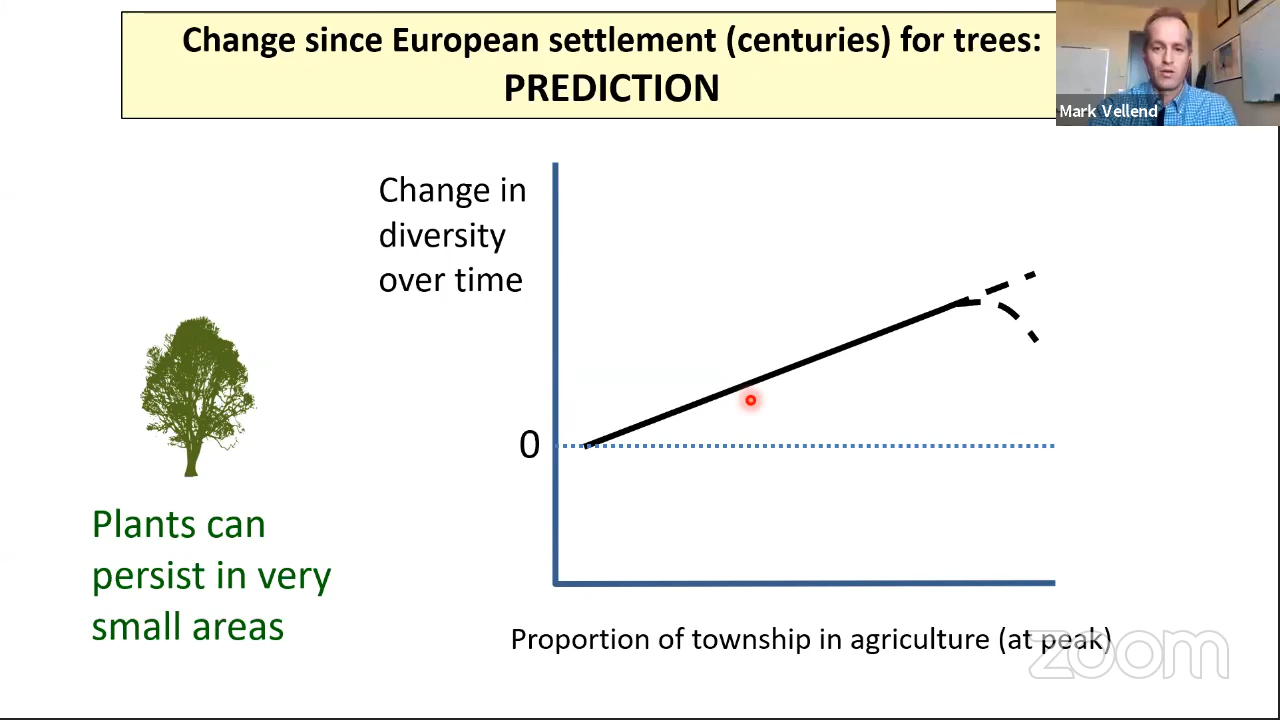 Change since European settlement (centuries) for trees:
PREDICTION
Mark Vellend
Change in
diversity
over time
0
Plants can
persist in very
small areas
Proportion of township in agriculture (at peak)
zoom